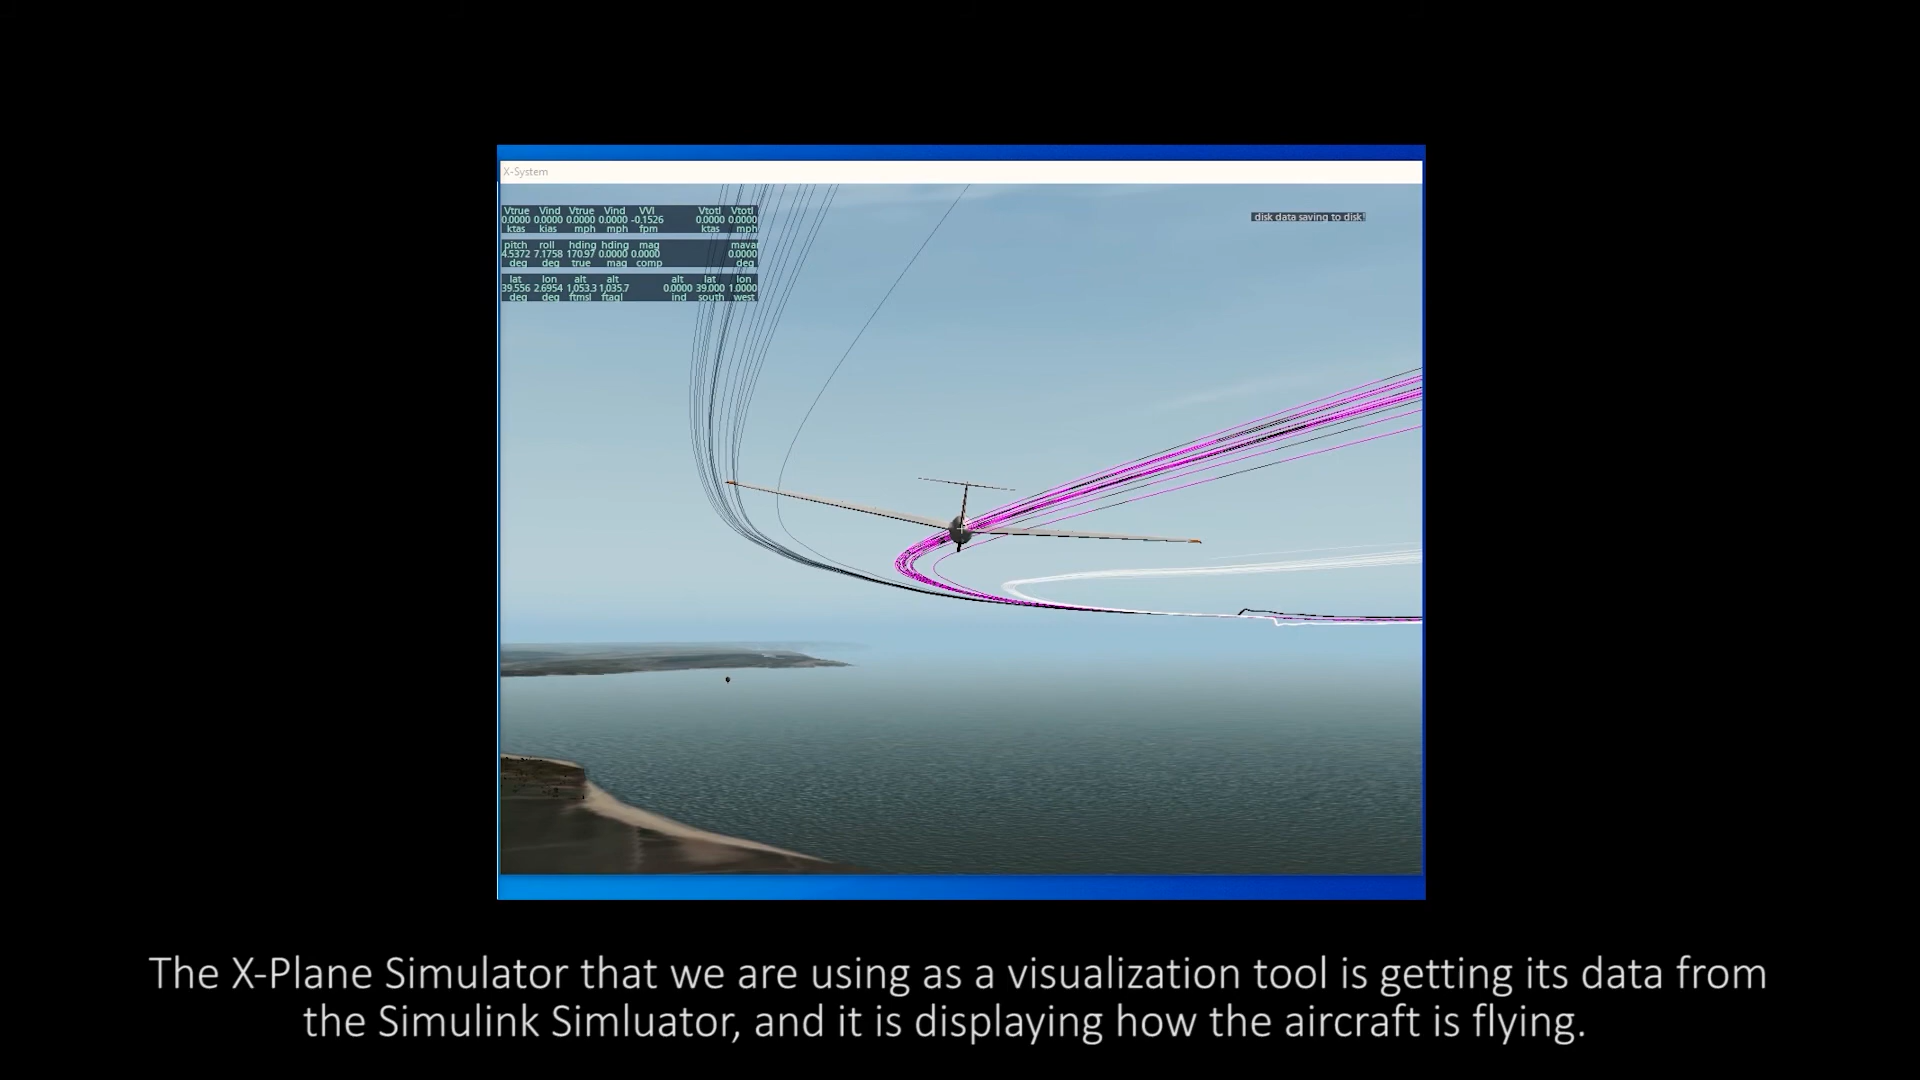 X-System
disk data saving to disk!
Vtrue Vind Vtrue Vind VVI Vtotl Vtotl
0.0000 0.0000 0.0000 0.0000 -0.1526 0.0000 0.0000
ktas kias mph mph fpm ktas mph
pitch roll hding hding mag mavar
4.5372 7.1758 170.97 0.0000 0.0000 0.0000
deg deg true mag comp deg
lat lon alt alt alt lat lon
39.556 2.6954 1,053.3 1,035.7 0.0000 39.000 1.0000
deg deg ftmsl ftagl ind south west
The X-Plane Simulator that we are using as a visualization tool is getting its data from
the Simulink Simluator, and it is displaying how the aircraft is flying.